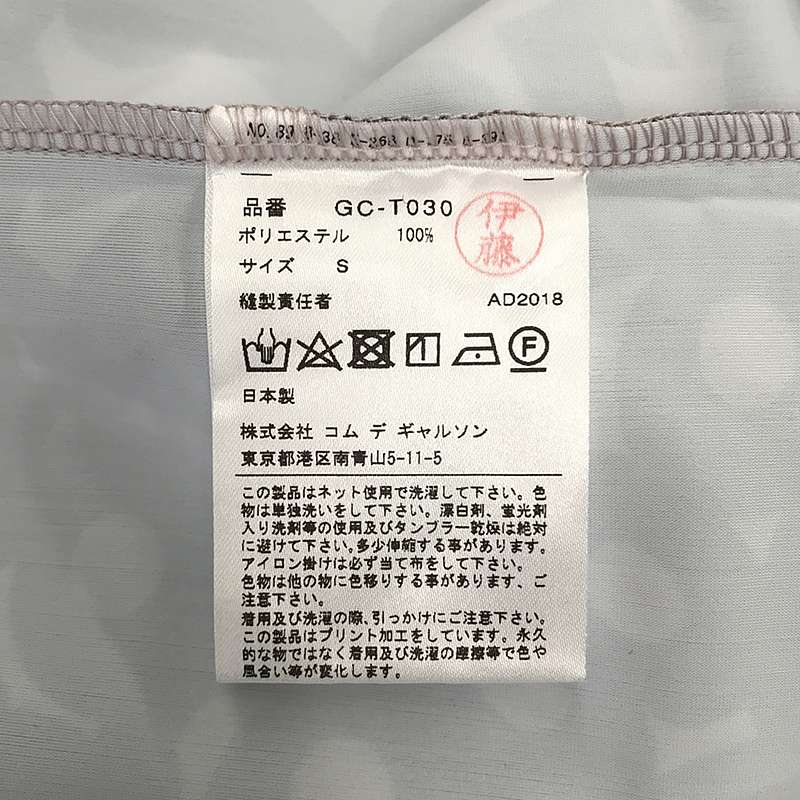 品番 GC-T030
伊藤
ポリエステル 100%
サイズ S
縫製責任者 AD2018
F
日本製
株式会社 コム デ ギャルソン
東京都港区南青山5-11-5
この製品はネット使用で洗濯して下さい。色
物は単独洗いをして下さい。漂白剤、蛍光剤
入り洗剤等の使用及びタンブラー乾燥は絶対
に避けて下さい。多少伸縮する事があります。
アイロン掛けは必ず当て布をして下さい。
色物は他の物に色移りする事があります、ご
注意下さい。
着用及び洗濯の際、引っかけにご注意下さい。
この製品はプリント加工をしています。永久
的な物ではなく着用及び洗濯の摩擦等で色や
風合い等が変化します。